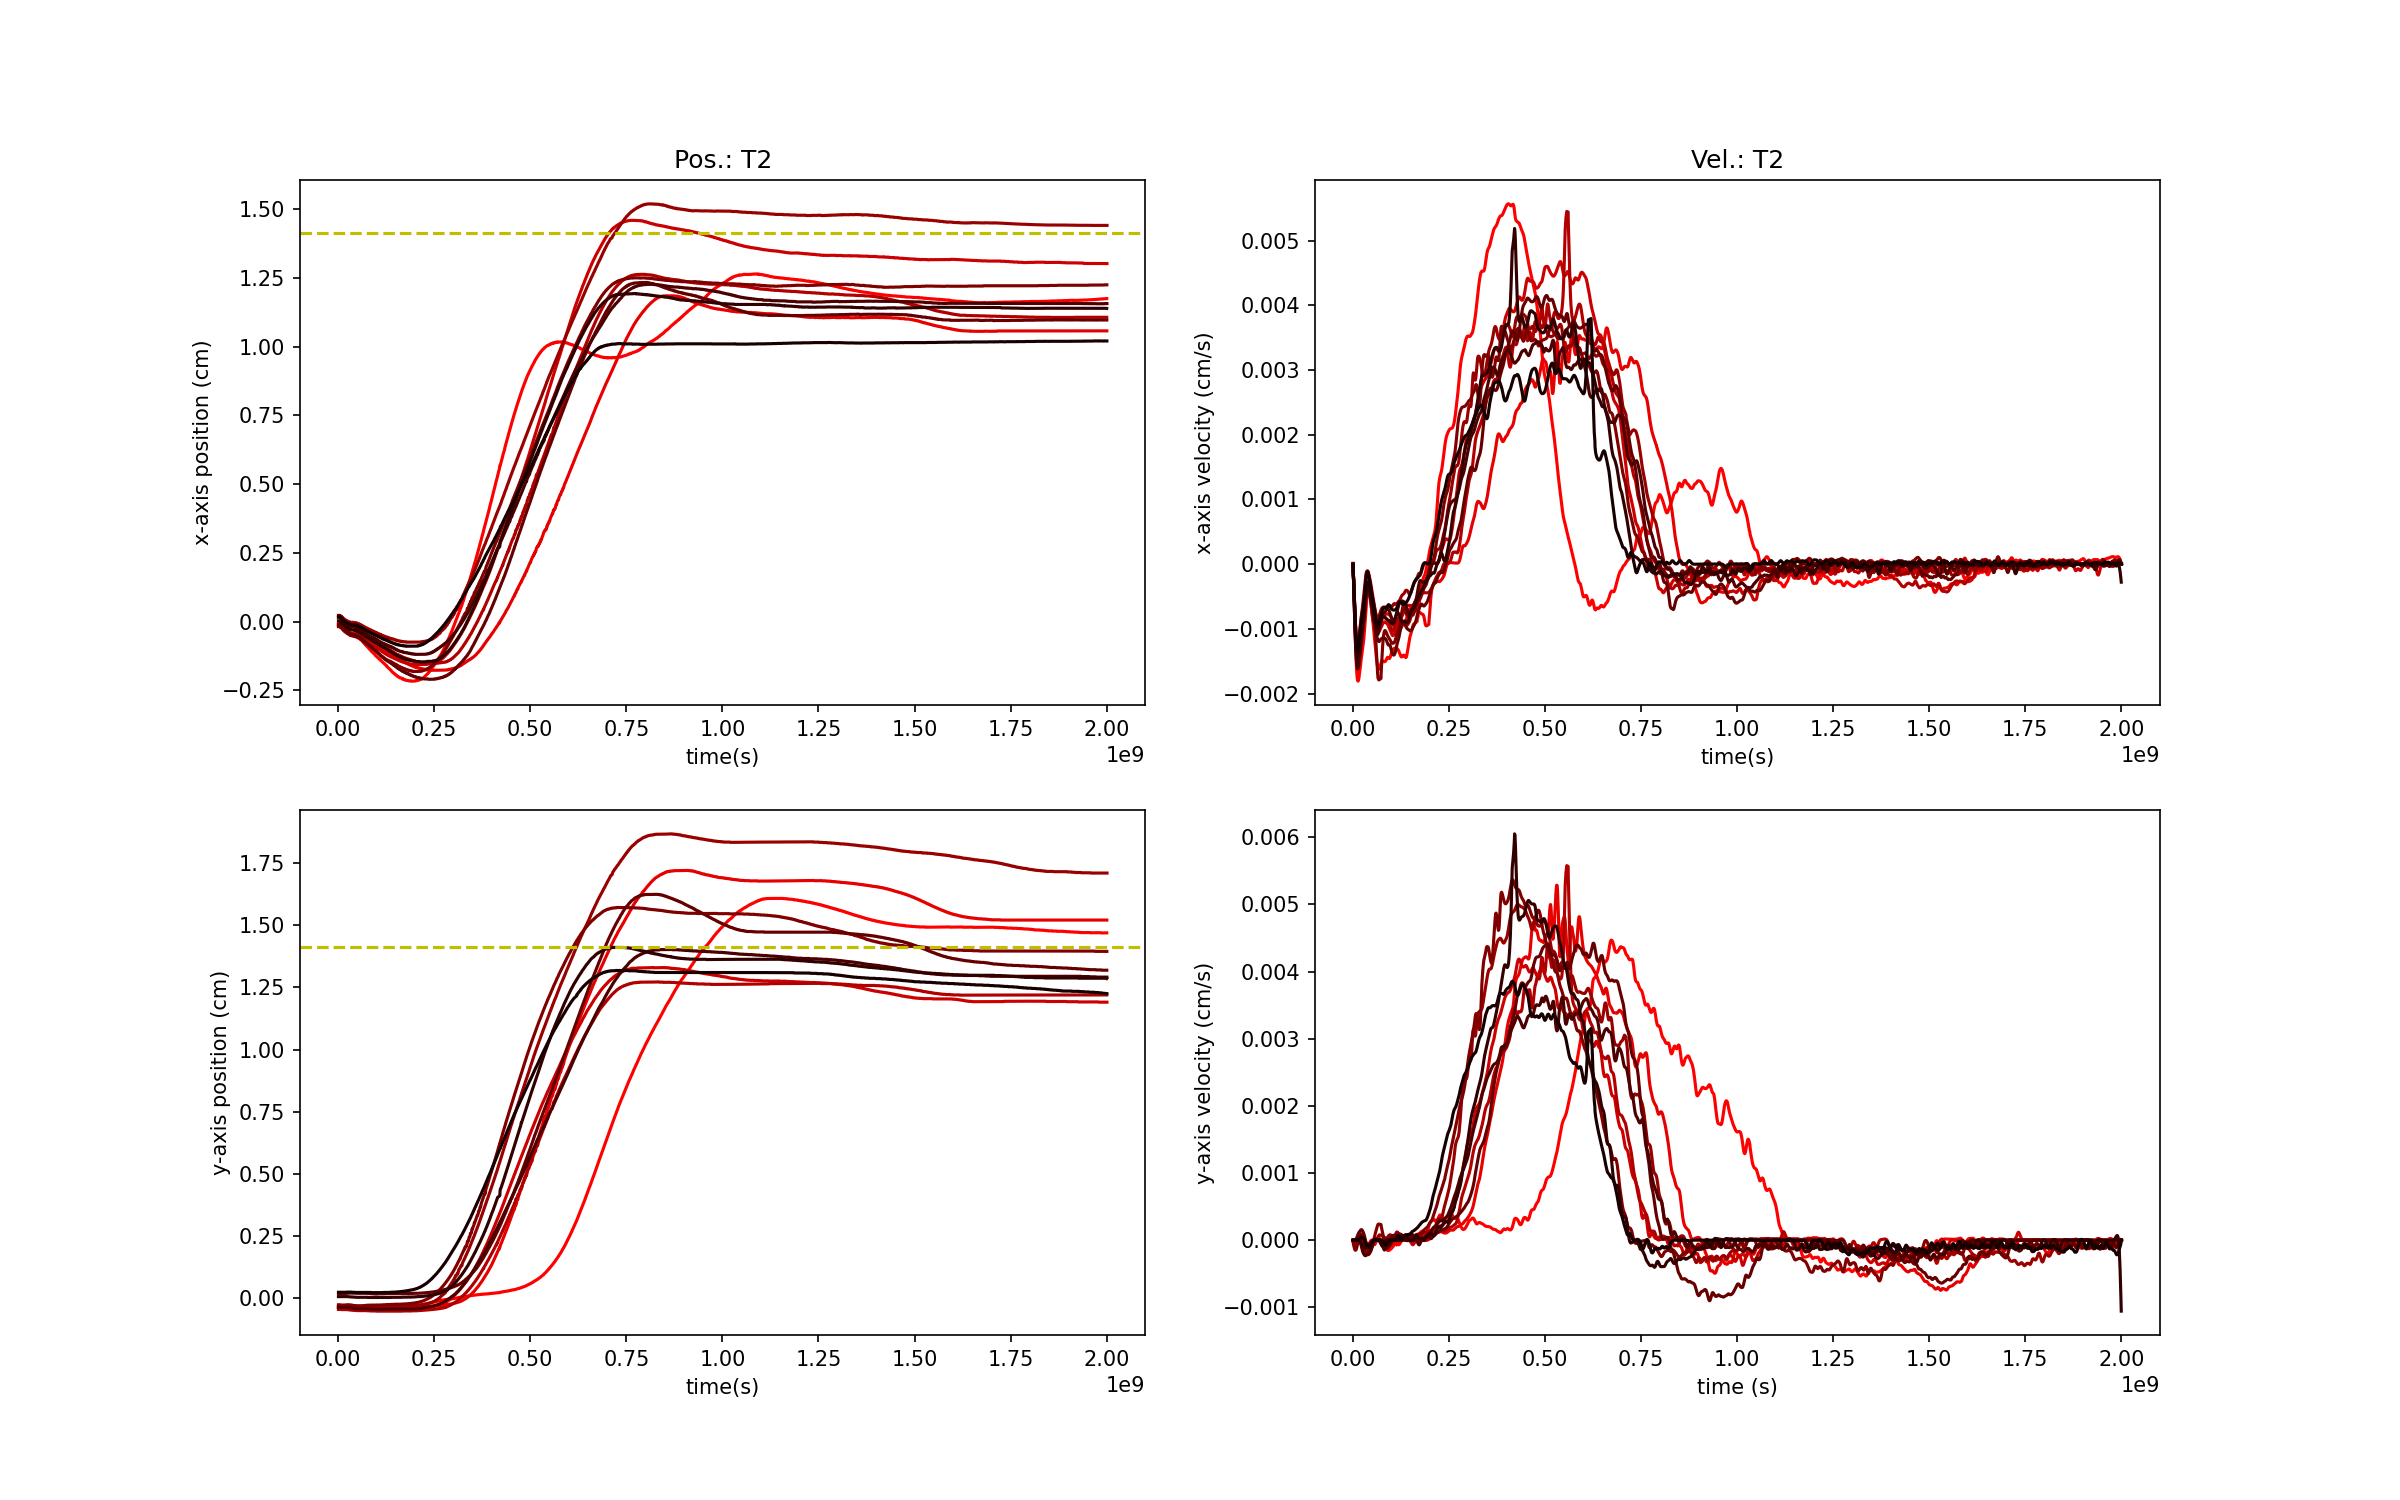 Pos.: T2
x-axis position (cm)
1.50
1.25
1.00
0.75
0.50
0.25
0.00
−0.25
0.00 0.25 0.50 0.75 1.00 1.25 1.50 1.75 2.00
1e9
time(s)
Vel.: T2
x-axis velocity (cm/s)
0.005
0.004
0.003
0.002
0.001
0.000
−0.001
−0.002
0.00 0.25 0.50 0.75 1.00 1.25 1.50 1.75 2.00
1e9
time(s)
y-axis position (cm)
1.75
1.50
1.25
1.00
0.75
0.50
0.25
0.00
0.00 0.25 0.50 0.75 1.00 1.25 1.50 1.75 2.00
1e9
time(s)
y-axis velocity (cm/s)
0.006
0.005
0.004
0.003
0.002
0.001
0.000
−0.001
0.00 0.25 0.50 0.75 1.00 1.25 1.50 1.75 2.00
1e9
time (s)